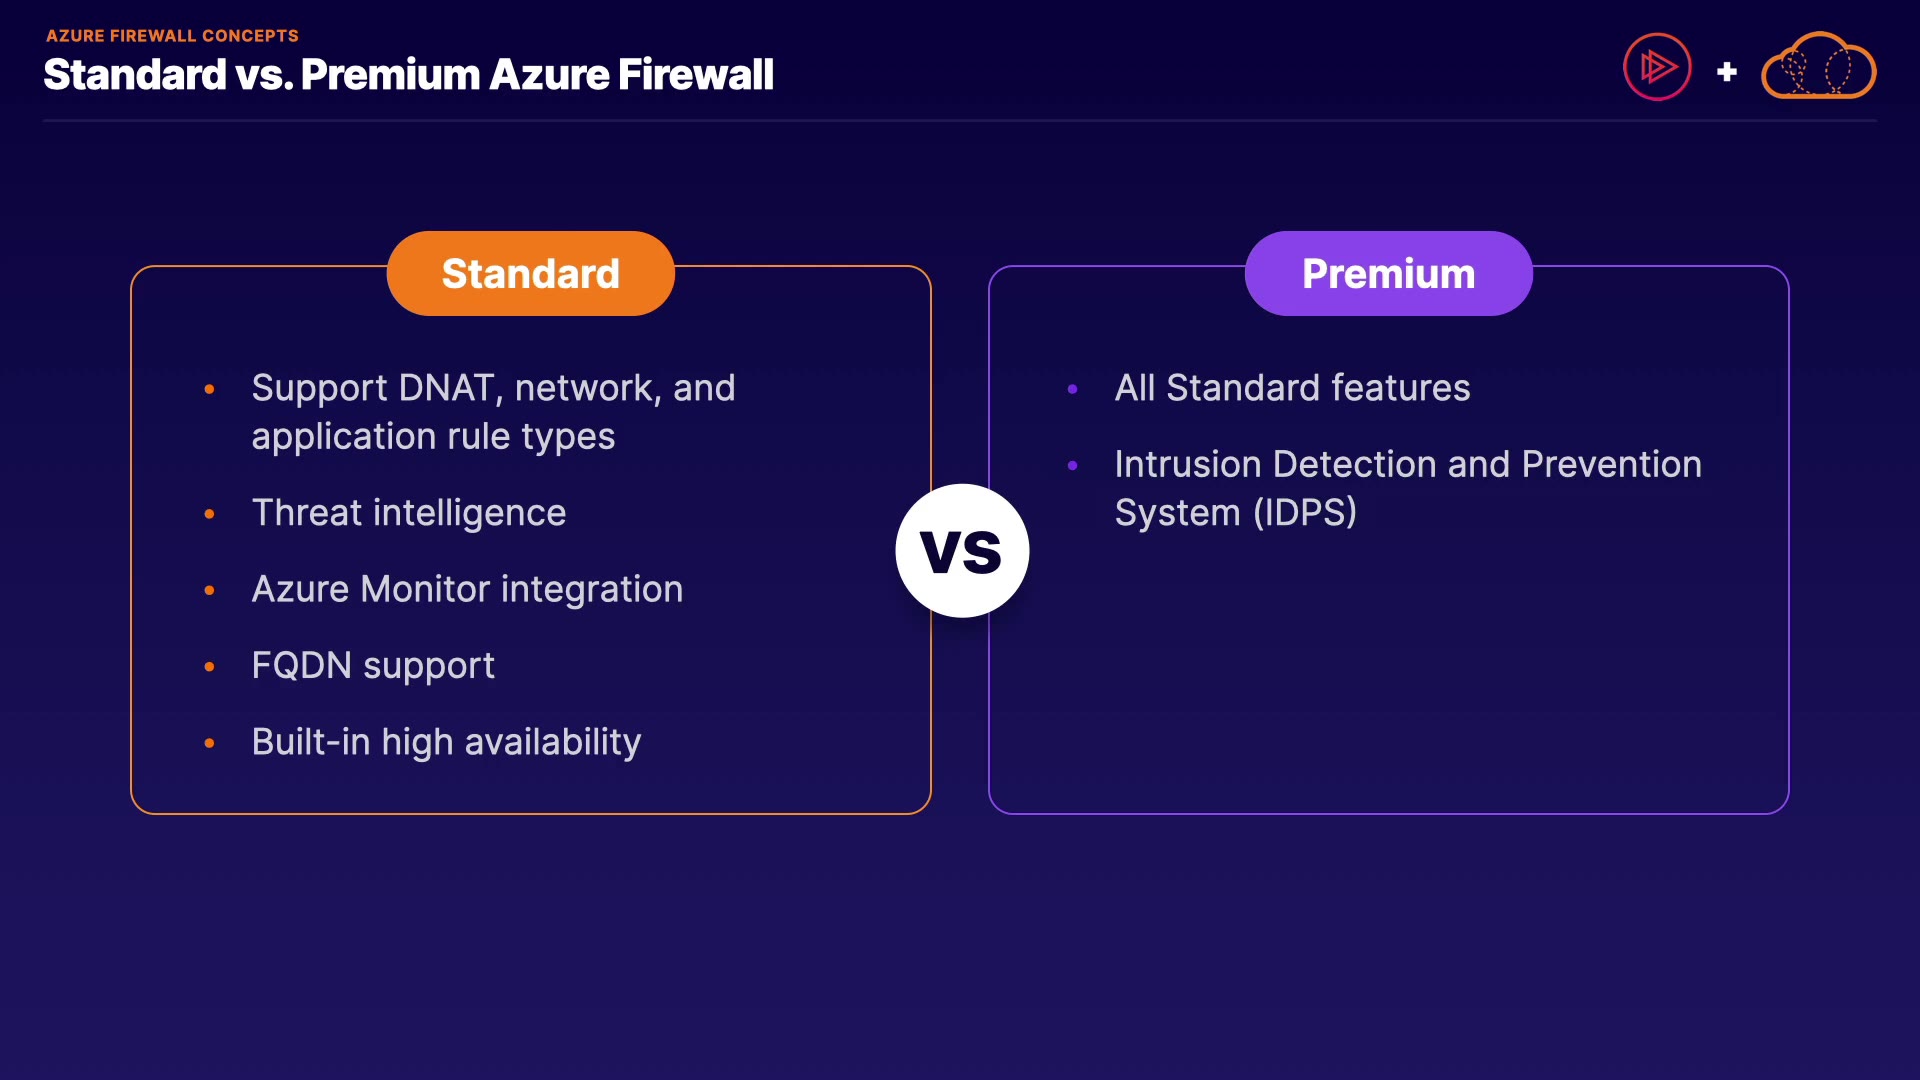 AZURE FIREWALL CONCEPTS
Standard vs. Premium Azure Firewall
+
Standard
• Support DNAT, network, and
application rule types
• Threat intelligence
• Azure Monitor integration
• FQDN support
• Built-in high availability
VS
Premium
• All Standard features
• Intrusion Detection and Prevention
System (IDPS)